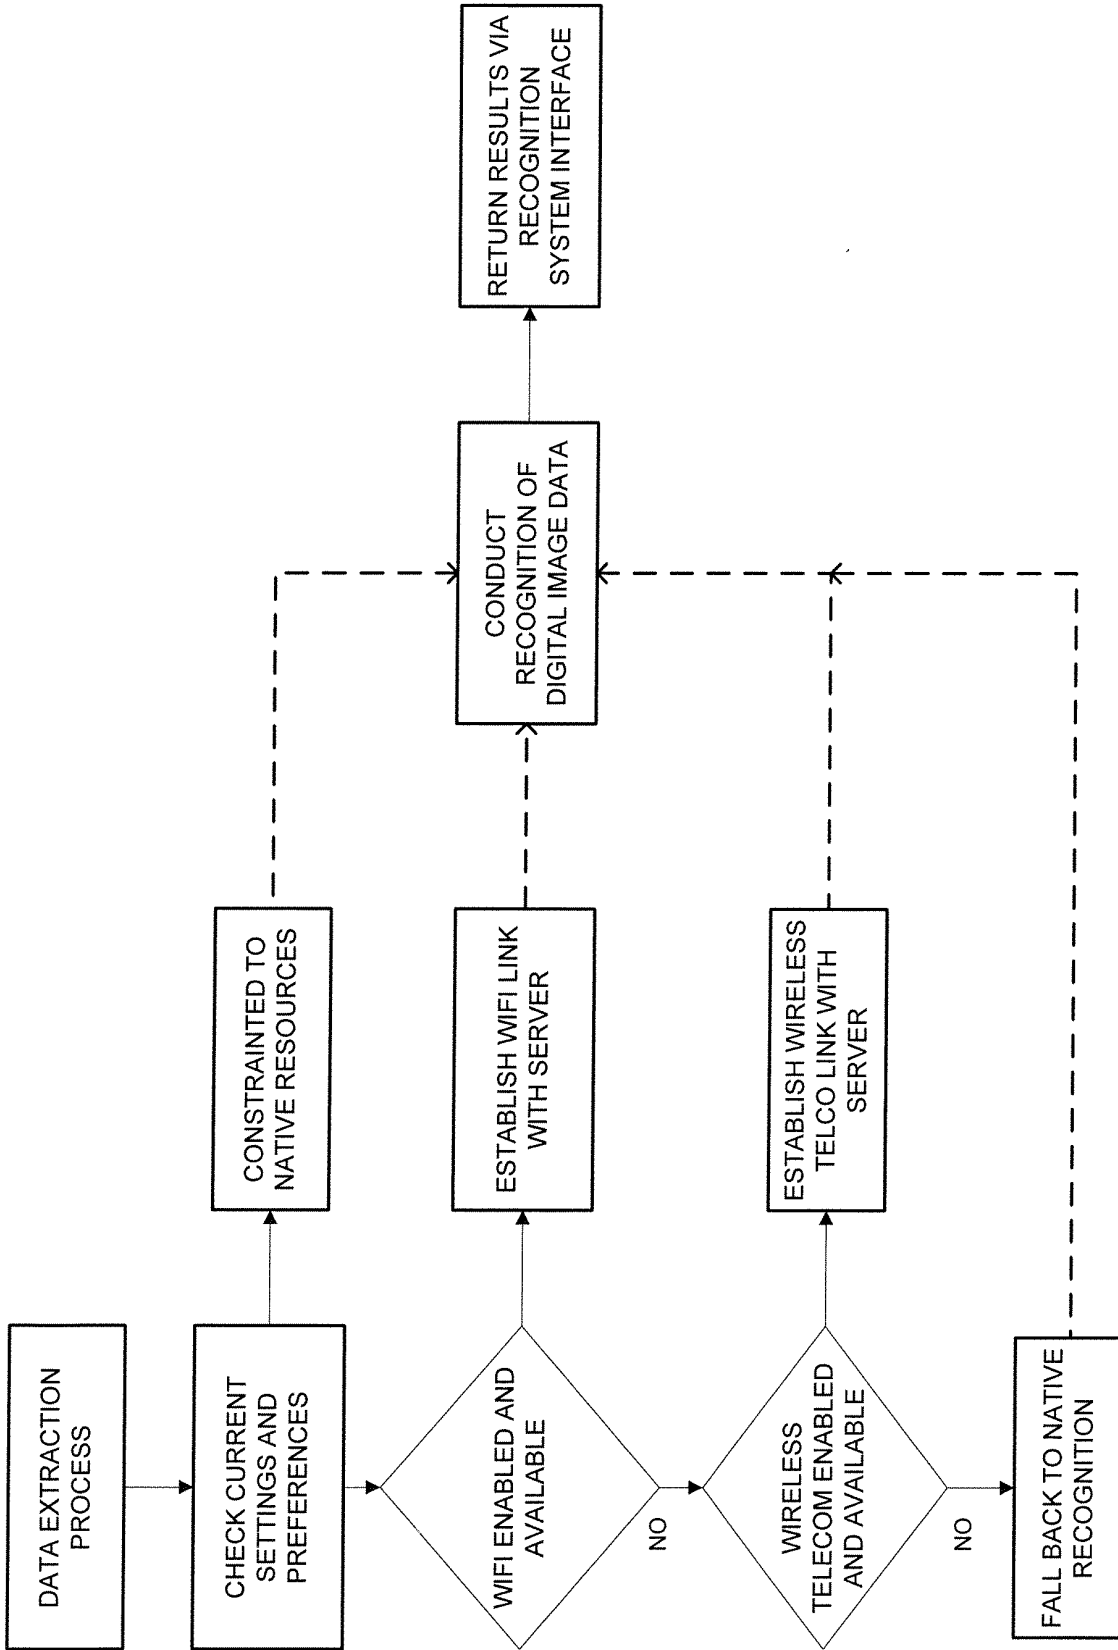 DATA EXTRACTION
PROCESS
CHECK CURRENT
SETTINGS AND
PREFERENCES
CONSTRAINTED TO
NATIVE RESOURCES
WIFI ENABLED AND
AVAILABLE
NO
ESTABLISH WIFI LINK
WITH SERVER
CONDUCT
RECOGNITION OF
DIGITAL IMAGE DATA
RETURN RESULTS VIA
RECOGNITION
SYSTEM INTERFACE
WIRELESS
TELECOM ENABLED
AND AVAILABLE
NO
ESTABLISH WIRELESS
TELCO LINK WITH
SERVER
FALL BACK TO NATIVE
RECOGNITION